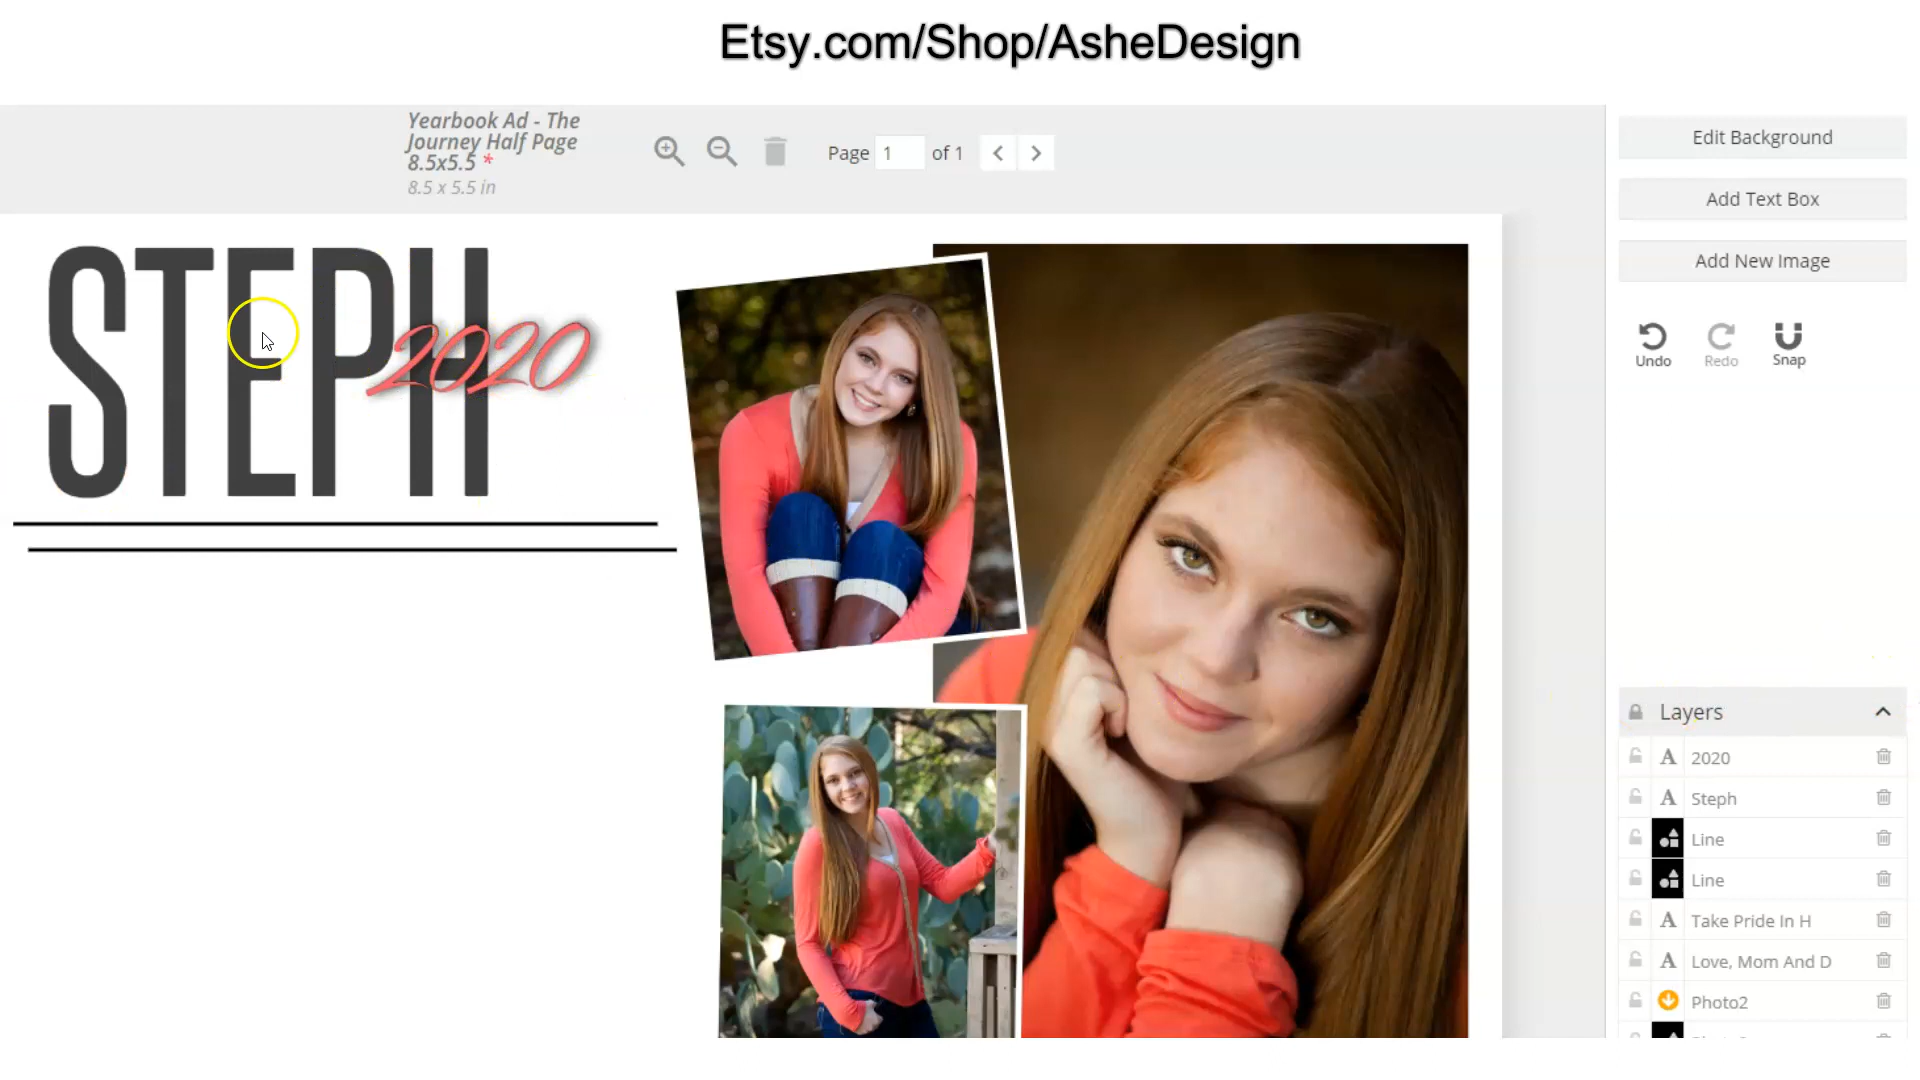 Etsy.com/Shop/AsheDesign
Yearbook Ad - The
Journey Half Page
8.5x5.5 *
8.5 x 5.5 in
Page 1 of 1
Edit Background
Add Text Box
Add New Image
Undo Redo Snap
STEPH
2020
Layers
A 2020
A Steph
Line
Line
A Take Pride In H
A Love, Mom And D
Photo2